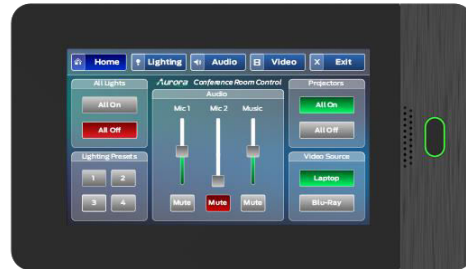 Home Lighting Audio Video X Exit
All Lights
All On
All Off
Lighting Presets
1 2
3 4
Aurora Conference Room Control
Audio
Mic 1 Mic 2 Music
Mute Mute Mute
Projectors
All On
All Off
Video Source
Laptop
Blu-Ray